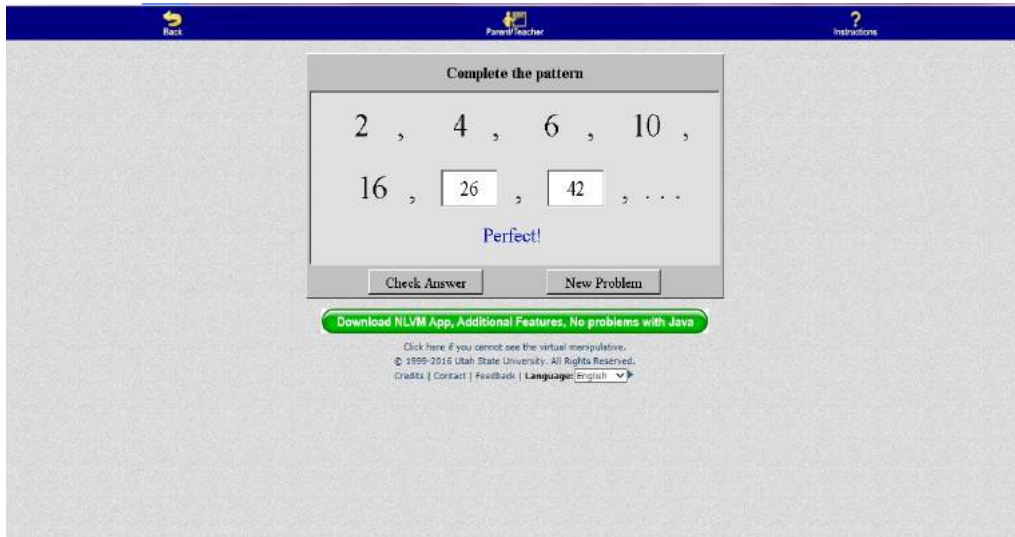 Back Parent/Teacher Instructions
Complete the pattern
2 , 4 , 6 , 10 ,
16 , 26 , 42 , . . .
Perfect!
Check Answer New Problem
Download NLVM App, Additional Features, No problems with Java
Click here if you cannot see the virtual manipulative.
© 1999-2016 Utah State University. All Rights Reserved.
Credits | Contact | Feedback | Language: English